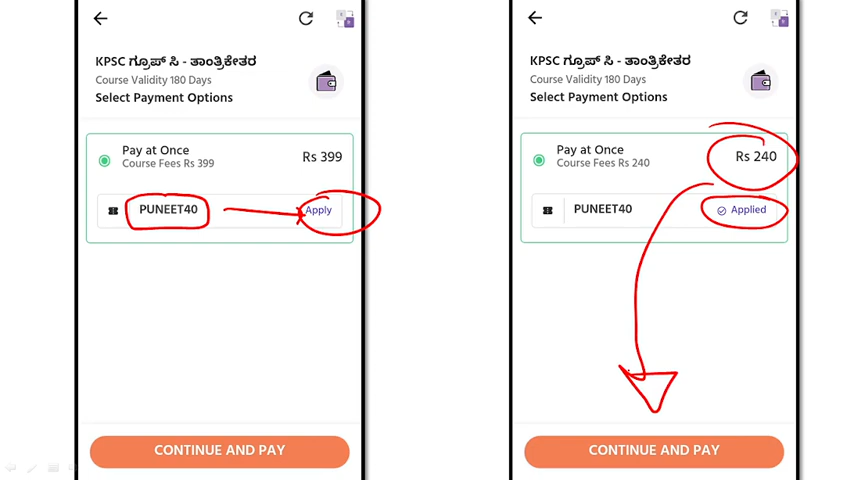 KPSC ಗ್ರೂಪ್ ಸಿ - ತಾಂತ್ರಿಕೇತರ
Course Validity 180 Days
Select Payment Options
Pay at Once
Course Fees Rs 399
Rs 399
PUNEET40
Apply
CONTINUE AND PAY
KPSC ಗ್ರೂಪ್ ಸಿ - ತಾಂತ್ರಿಕೇತರ
Course Validity 180 Days
Select Payment Options
Pay at Once
Course Fees Rs 240
Rs 240
PUNEET40
Applied
CONTINUE AND PAY